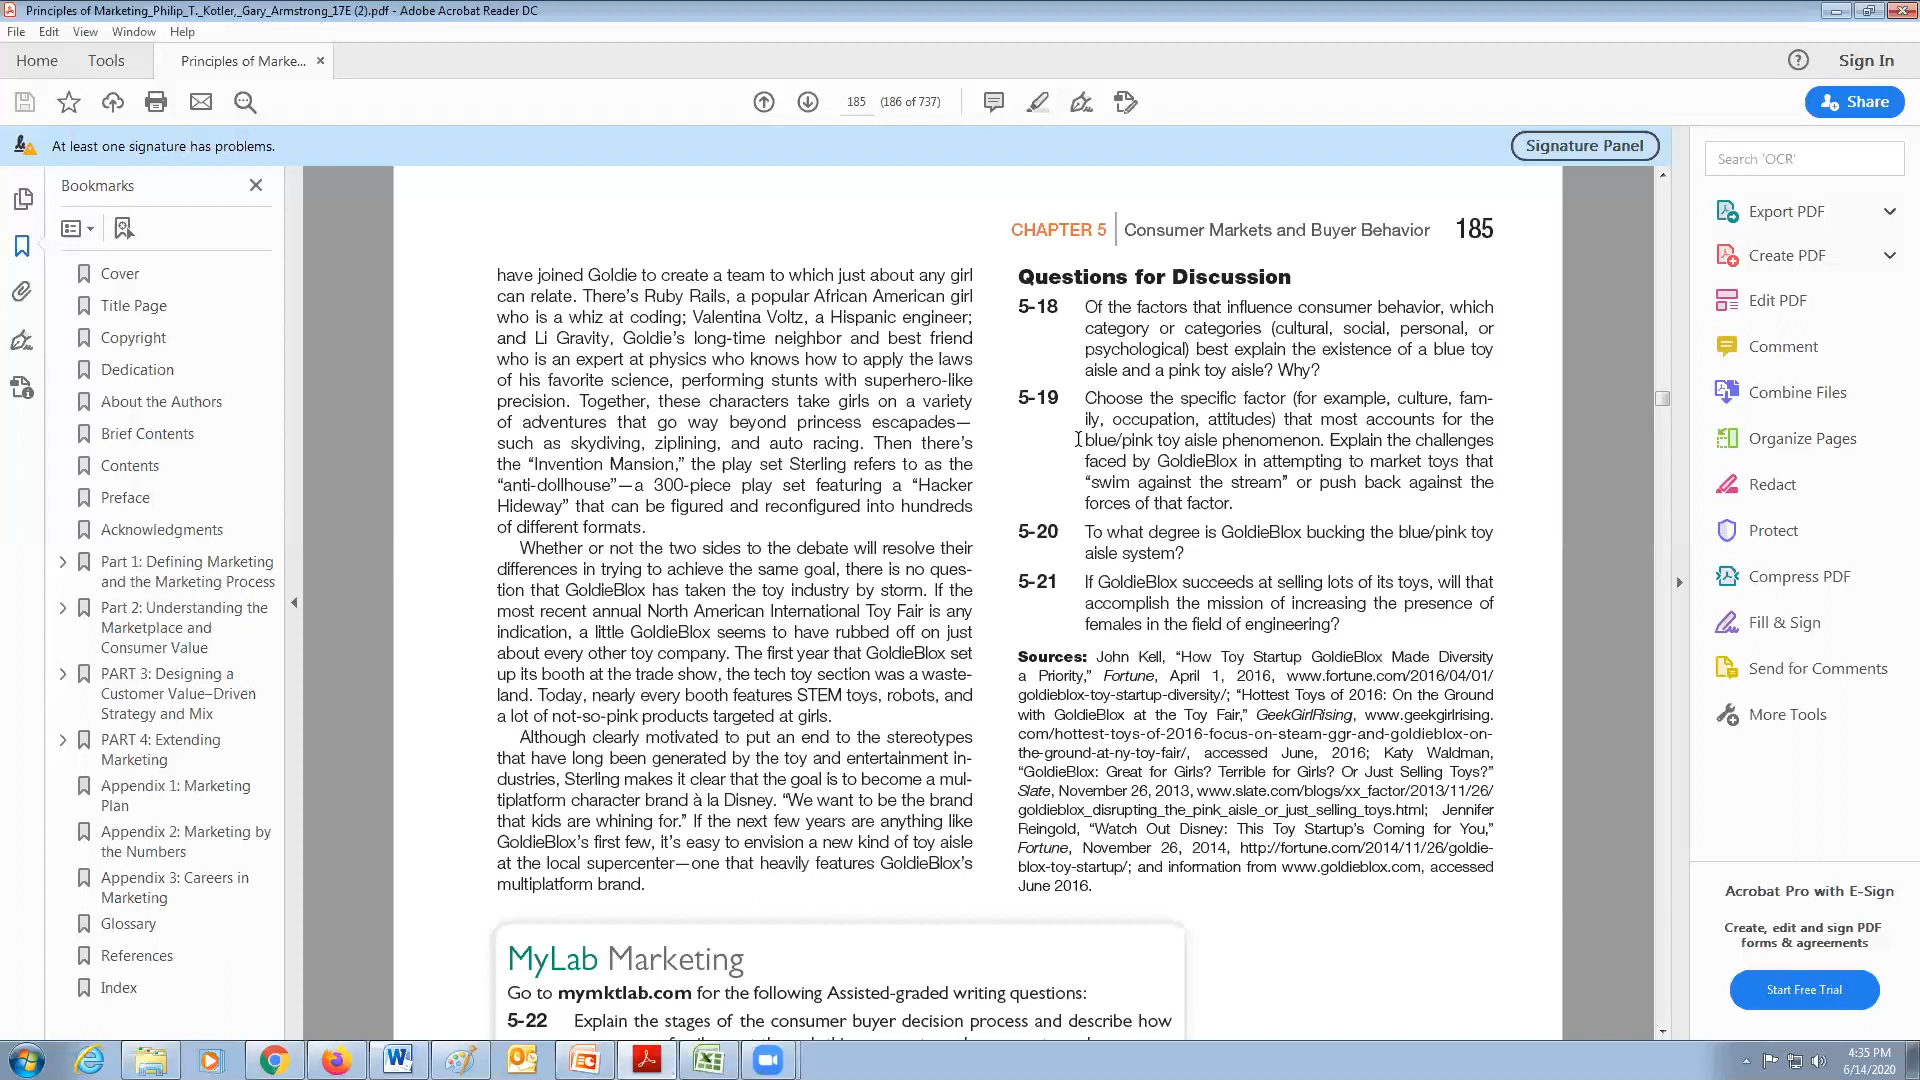 Principles of Marketing_Philip_T._Kotler,_Gary_Armstrong_17E (2).pdf - Adobe Acrobat Reader DC
File Edit View Window Help
Home Tools Principles of Marke... × Sign In
185 (186 of 737) Share
At least one signature has problems. Signature Panel
Bookmarks
Cover
Title Page
Copyright
Dedication
About the Authors
Brief Contents
Contents
Preface
Acknowledgments
Part 1: Defining Marketing
and the Marketing Process
Part 2: Understanding the
Marketplace and
Consumer Value
PART 3: Designing a
Customer Value–Driven
Strategy and Mix
PART 4: Extending
Marketing
Appendix 1: Marketing
Plan
Appendix 2: Marketing by
the Numbers
Appendix 3: Careers in
Marketing
Glossary
References
Index
CHAPTER 5 | Consumer Markets and Buyer Behavior 185
have joined Goldie to create a team to which just about any girl
can relate. There's Ruby Rails, a popular African American girl
who is a whiz at coding; Valentina Voltz, a Hispanic engineer;
and Li Gravity, Goldie's long-time neighbor and best friend
who is an expert at physics who knows how to apply the laws
of his favorite science, performing stunts with superhero-like
precision. Together, these characters take girls on a variety
of adventures that go way beyond princess escapades—
such as skydiving, ziplining, and auto racing. Then there's
the “Invention Mansion,” the play set Sterling refers to as the
“anti-dollhouse”—a 300-piece play set featuring a “Hacker
Hideway” that can be figured and reconfigured into hundreds
of different formats.
Whether or not the two sides to the debate will resolve their
differences in trying to achieve the same goal, there is no ques-
tion that GoldieBlox has taken the toy industry by storm. If the
most recent annual North American International Toy Fair is any
indication, a little GoldieBlox seems to have rubbed off on just
about every other toy company. The first year that GoldieBlox set
up its booth at the trade show, the tech toy section was a waste-
land. Today, nearly every booth features STEM toys, robots, and
a lot of not-so-pink products targeted at girls.
Although clearly motivated to put an end to the stereotypes
that have long been generated by the toy and entertainment in-
dustries, Sterling makes it clear that the goal is to become a mul-
tiplatform character brand à la Disney. “We want to be the brand
that kids are whining for.” If the next few years are anything like
GoldieBlox's first few, it's easy to envision a new kind of toy aisle
at the local supercenter—one that heavily features GoldieBlox's
multiplatform brand.
Questions for Discussion
5-18 Of the factors that influence consumer behavior, which
category or categories (cultural, social, personal, or
psychological) best explain the existence of a blue toy
aisle and a pink toy aisle? Why?
5-19 Choose the specific factor (for example, culture, fam-
ily, occupation, attitudes) that most accounts for the
blue/pink toy aisle phenomenon. Explain the challenges
faced by GoldieBlox in attempting to market toys that
“swim against the stream” or push back against the
forces of that factor.
5-20 To what degree is GoldieBlox bucking the blue/pink toy
aisle system?
5-21 If GoldieBlox succeeds at selling lots of its toys, will that
accomplish the mission of increasing the presence of
females in the field of engineering?
Sources: John Kell, “How Toy Startup GoldieBlox Made Diversity
a Priority,” Fortune, April 1, 2016, www.fortune.com/2016/04/01/
goldieblox-toy-startup-diversity/; “Hottest Toys of 2016: On the Ground
with GoldieBlox at the Toy Fair,” GeekGirlRising, www.geekgirlrising.
com/hottest-toys-of-2016-focus-on-steam-ggr-and-goldieblox-on-
the-ground-at-ny-toy-fair/, accessed June, 2016; Katy Waldman,
“GoldieBlox: Great for Girls? Terrible for Girls? Or Just Selling Toys?”
Slate, November 26, 2013, www.slate.com/blogs/xx_factor/2013/11/26/
goldieblox_disrupting_the_pink_aisle_or_just_selling_toys.html; Jennifer
Reingold, “Watch Out Disney: This Toy Startup's Coming for You,”
Fortune, November 26, 2014, http://fortune.com/2014/11/26/goldie-
blox-toy-startup/; and information from www.goldieblox.com, accessed
June 2016.
MyLab Marketing
Go to mymktlab.com for the following Assisted-graded writing questions:
5-22 Explain the stages of the consumer buyer decision process and describe how
Search 'OCR'
Export PDF
Create PDF
Edit PDF
Comment
Combine Files
Organize Pages
Redact
Protect
Compress PDF
Fill & Sign
Send for Comments
More Tools
Acrobat Pro with E-Sign
Create, edit and sign PDF
forms & agreements
Start Free Trial
4:35 PM
6/14/2020